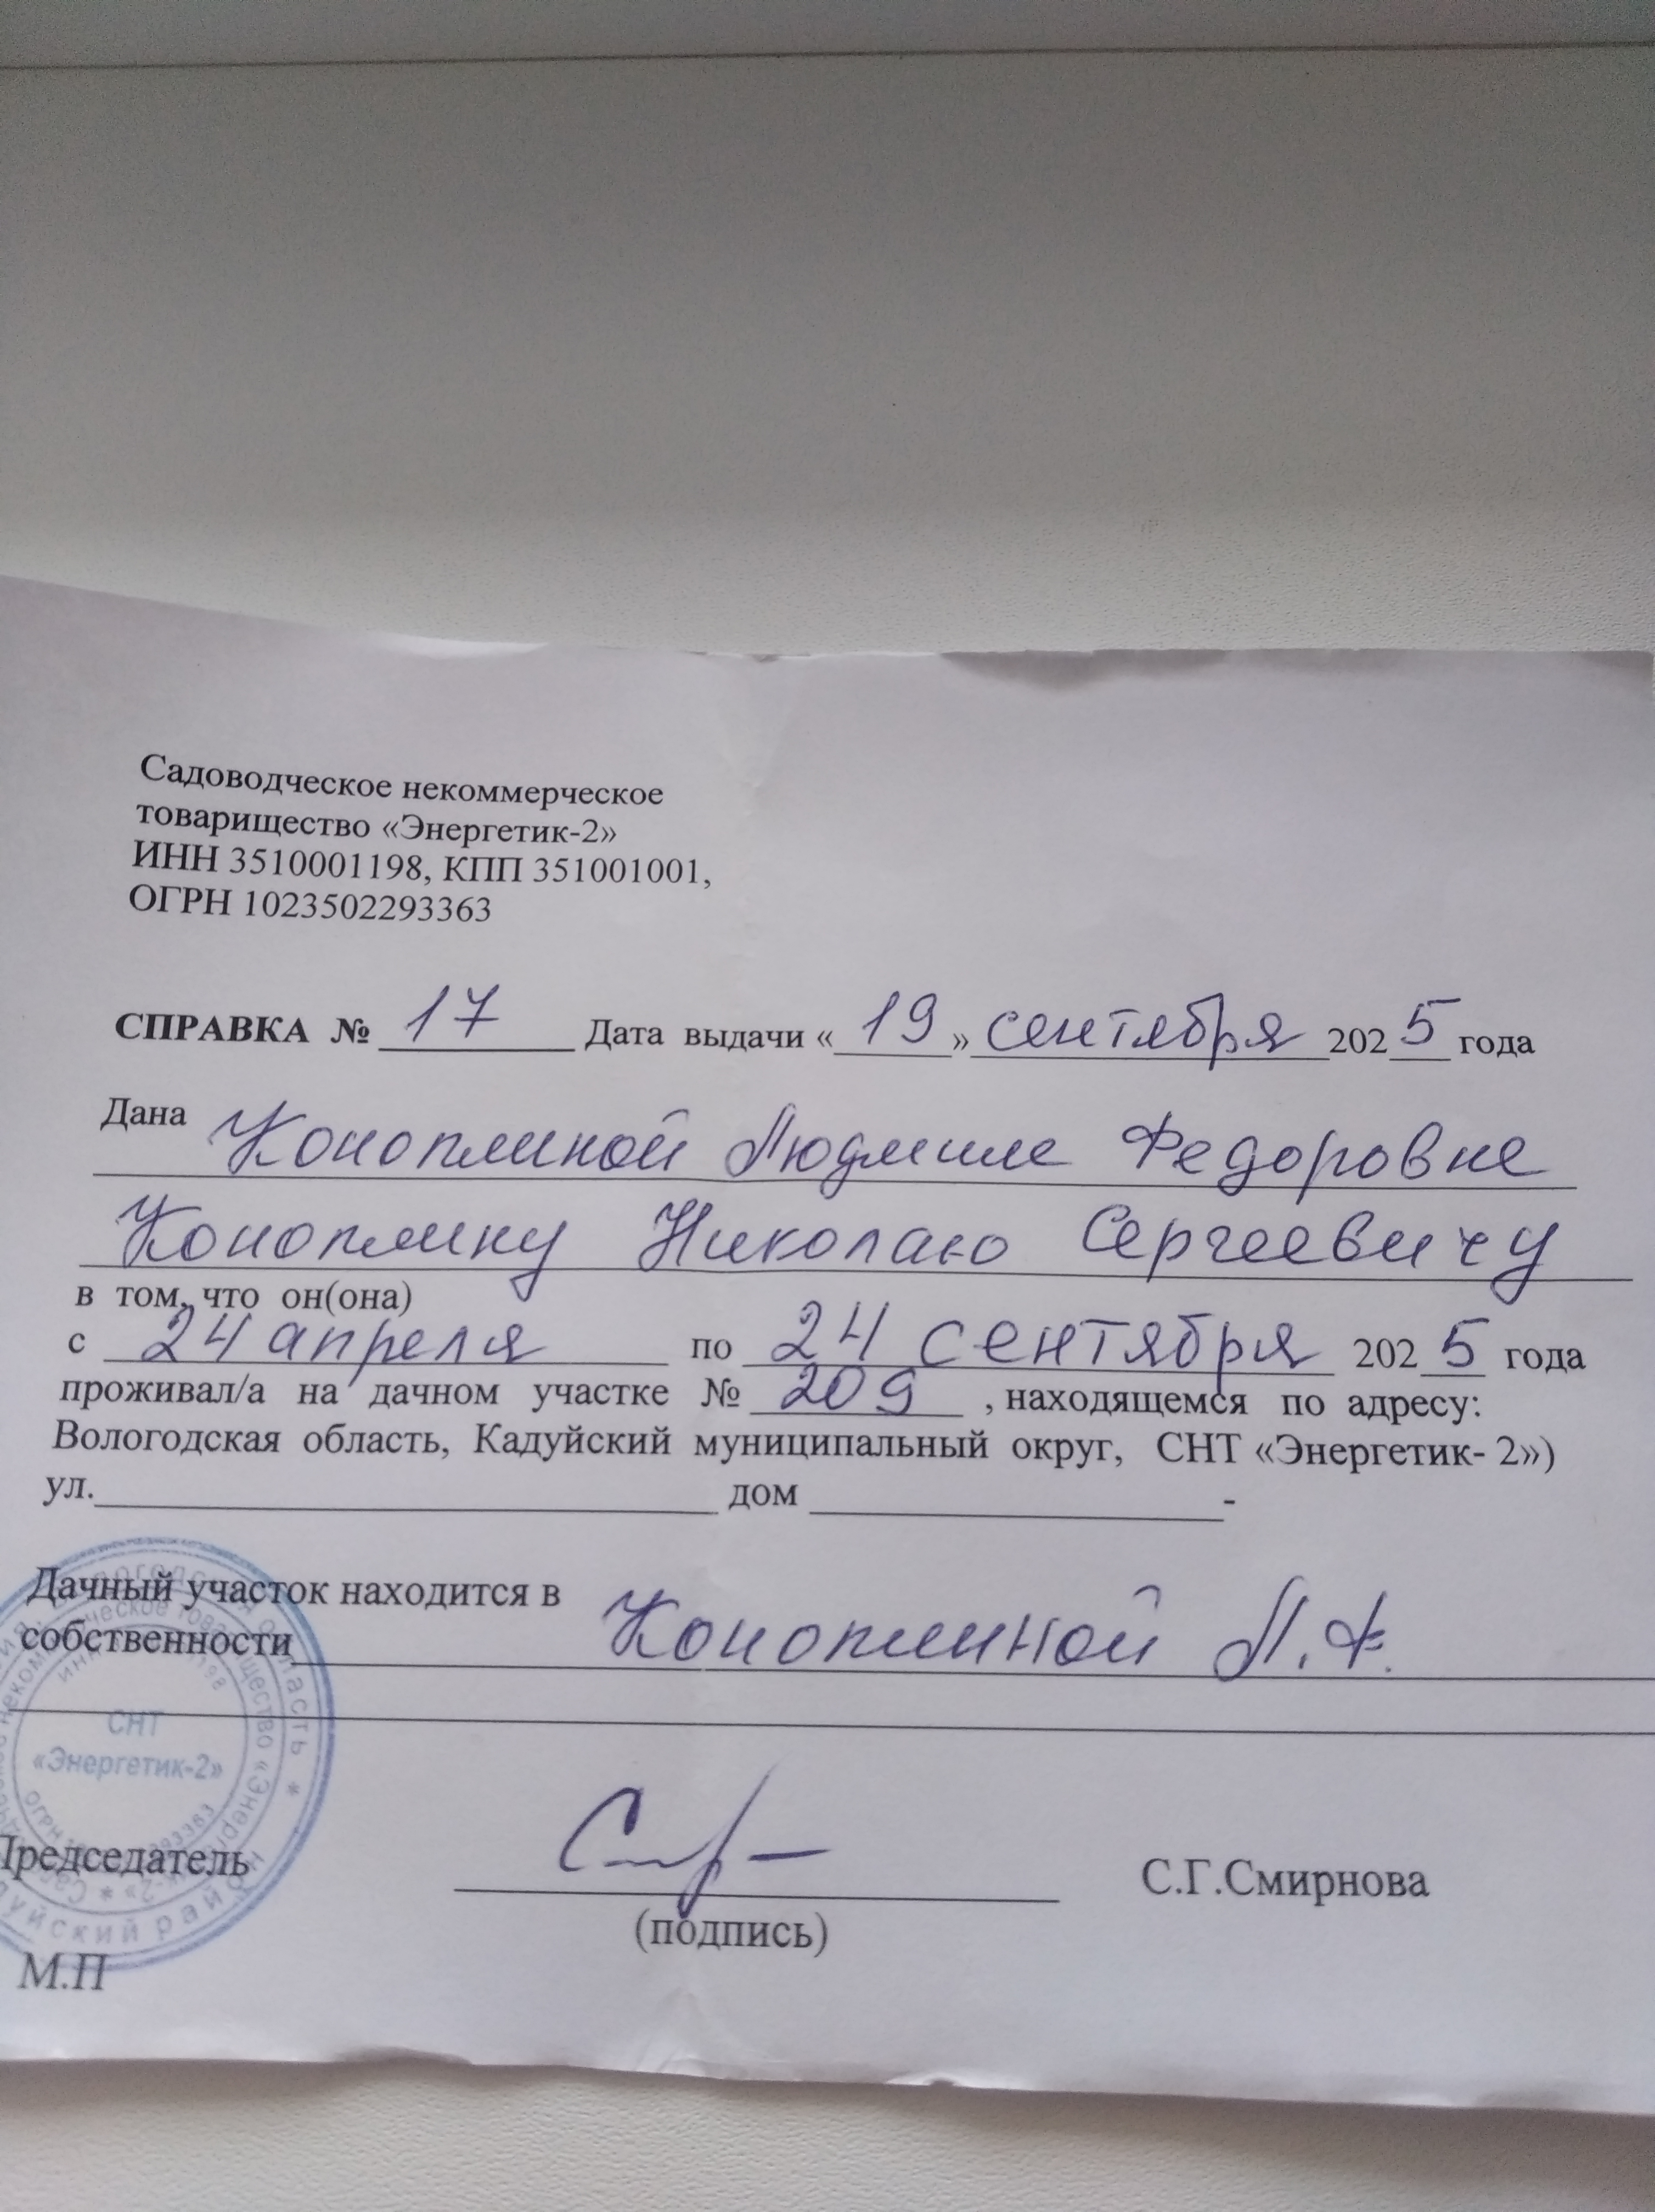 Садоводческое некоммерческое
товарищество «Энергетик-2»
ИНН 3510001198, КПП 351001001,
ОГРН 1023502293363
СПРАВКА № 17 Дата выдачи «19» сентября 2025 года
Дана Коноплиной Людмиле Федоровне
Коноплину Николаю Сергеевичу
в том, что он(она)
с 24 апреля по 24 сентября 2025 года
проживал/а на дачном участке № 209, находящемся по адресу:
Вологодская область, Кадуйский муниципальный округ, СНТ «Энергетик- 2»)
ул. дом -
Дачный участок находится в
собственности Коноплиной Л.Ф.
СНТ
«Энергетик-2»
Председатель С.Г.Смирнова
(подпись)
М.П